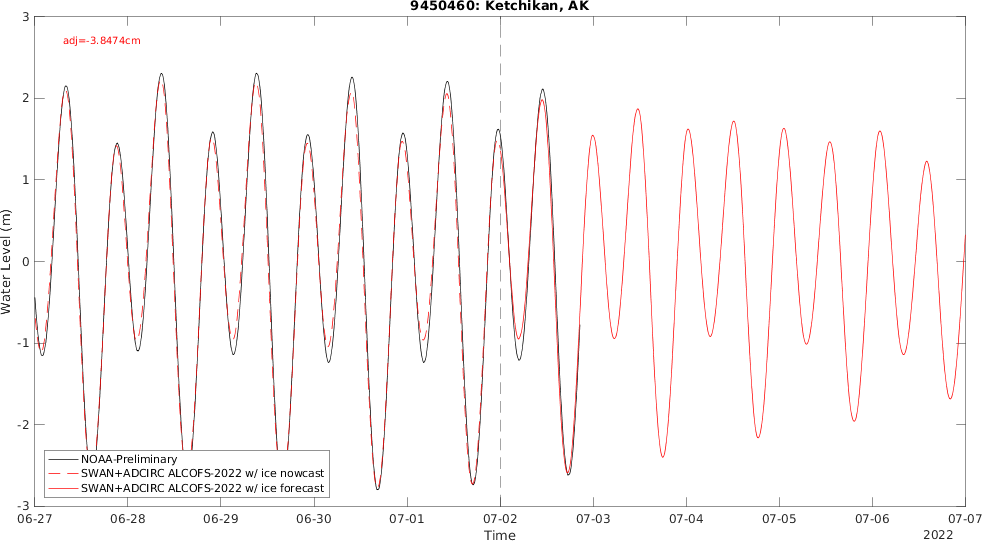 9450460: Ketchikan, AK
adj=-3.8474cm
3
2
1
0
-1
-2
-3
Water Level (m)
NOAA-Preliminary
SWAN+ADCIRC ALCOFS-2022 w/ ice nowcast
SWAN+ADCIRC ALCOFS-2022 w/ ice forecast
06-27 06-28 06-29 06-30 07-01 07-02 07-03 07-04 07-05 07-06 07-07
Time
2022